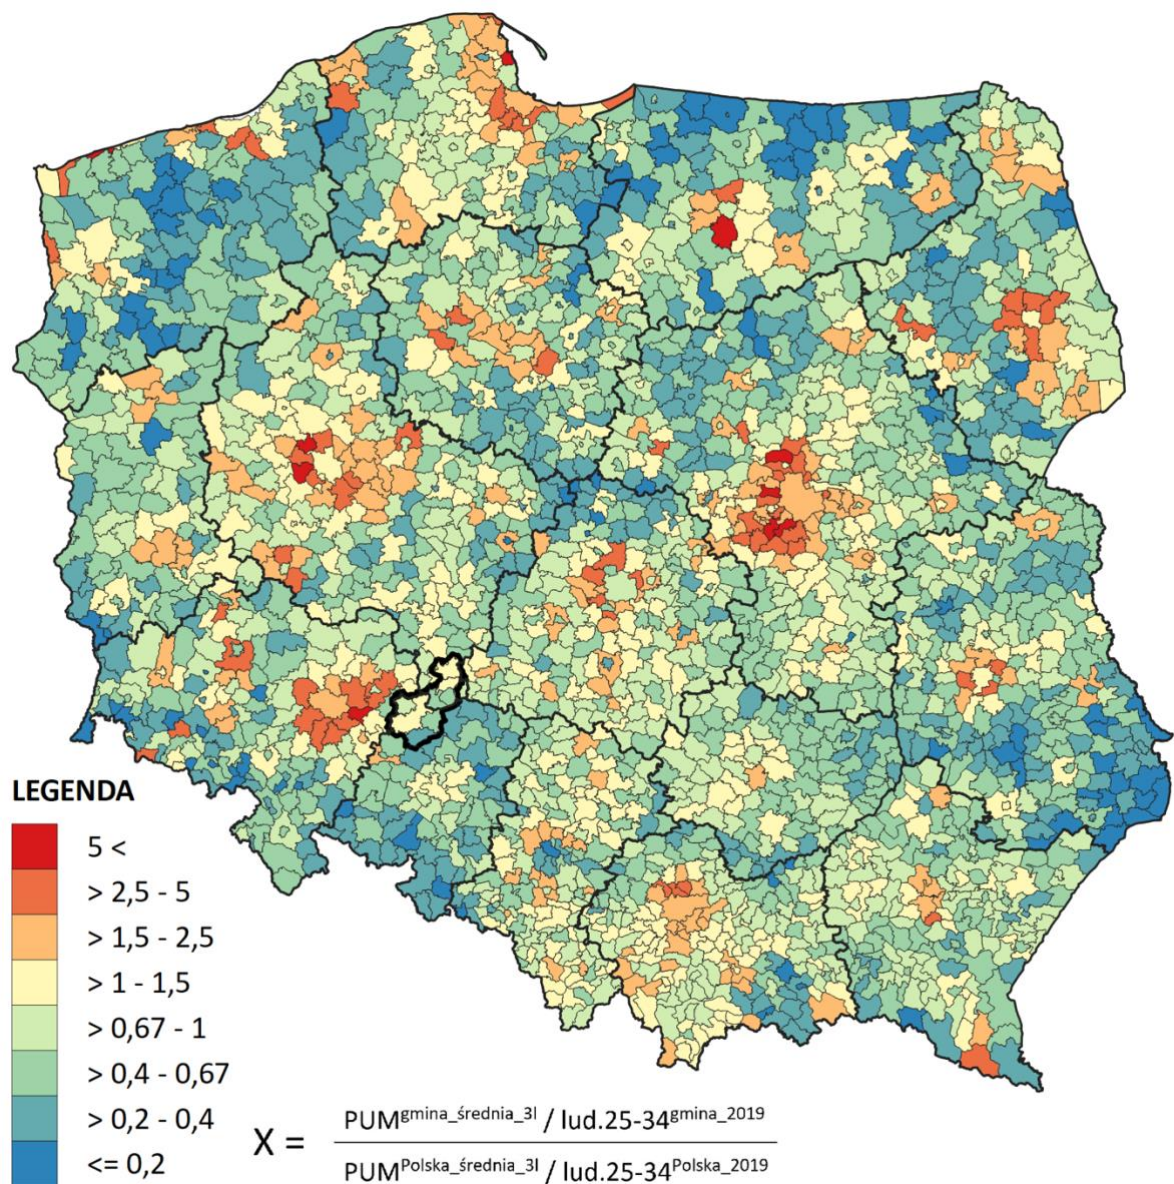 LEGENDA
5 <
> 2,5 - 5
> 1,5 - 2,5
> 1 - 1,5
> 0,67 - 1
> 0,4 - 0,67
> 0,2 - 0,4
<= 0,2
X =
PUMgmina_średnia_3l / lud.25-34gmina_2019
PUMPolska_średnia_3l / lud.25-34Polska_2019